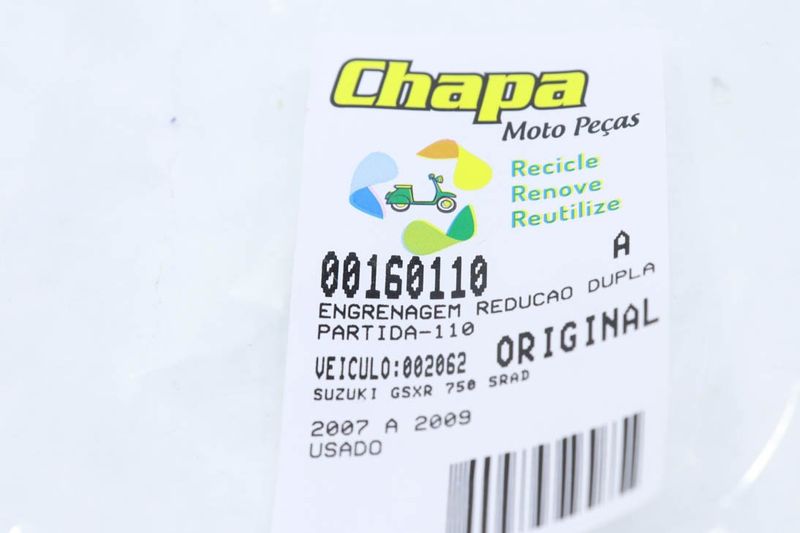 Chapa
Moto Peças
Recicle
Renove
Reutilize
A
00160110
ENGRENAGEM REDUCAO DUPLA
PARTIDA-110
ORIGINAL
VEICULO:002062
SUZUKI GSXR 750 SRAD
2007 A 2009
USADO